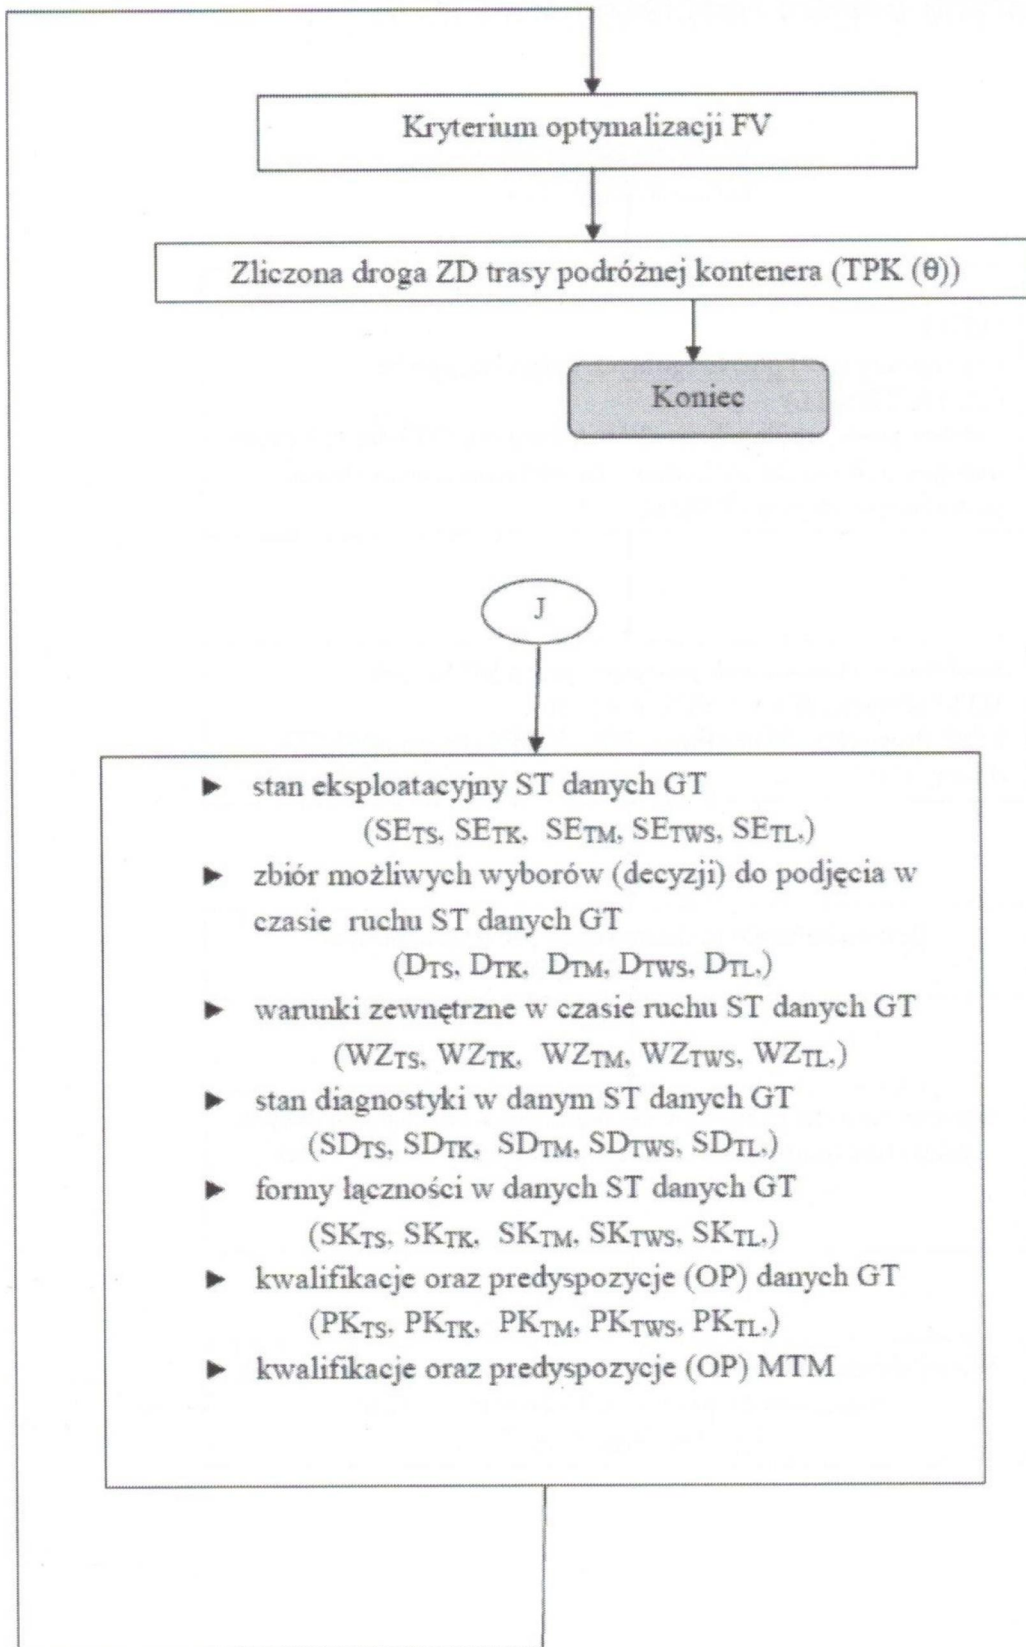 Kryterium optymalizacji FV
Zliczona droga ZD trasy podróżnej kontenera (TPK (θ))
Koniec
J
► stan eksploatacyjny ST danych GT
(SETS, SETK, SETM, SETWS, SETL,)
► zbiór możliwych wyborów (decyzji) do podjęcia w
czasie ruchu ST danych GT
(DTS, DTK, DTM, DTWS, DTL,)
► warunki zewnętrzne w czasie ruchu ST danych GT
(WZTS, WZTK, WZTM, WZTWS, WZTL,)
► stan diagnostyki w danym ST danych GT
(SDTS, SDTK, SDTM, SDTWS, SDTL,)
► formy łączności w danych ST danych GT
(SKTS, SKTK, SKTM, SKTWS, SKTL,)
► kwalifikacje oraz predyspozycje (OP) danych GT
(PKTS, PKTK, PKTM, PKTWS, PKTL,)
► kwalifikacje oraz predyspozycje (OP) MTM